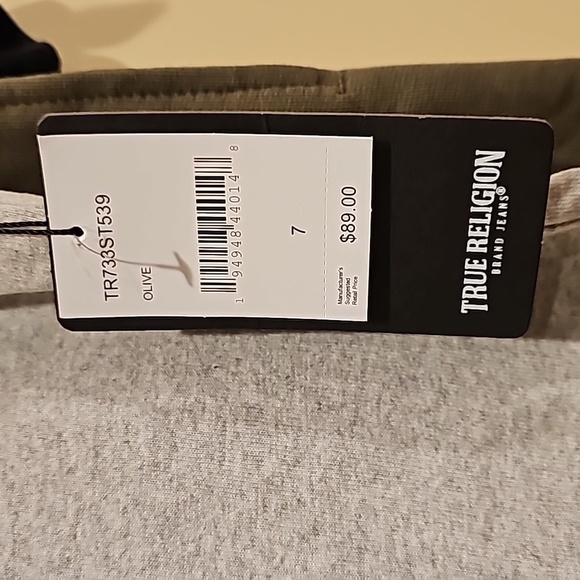 TR733ST539
OLIVE
1 94948 44014 8
7
Manufacturer's
Suggested
Retail Price
$89.00
TRUE RELIGION
BRAND JEANS®